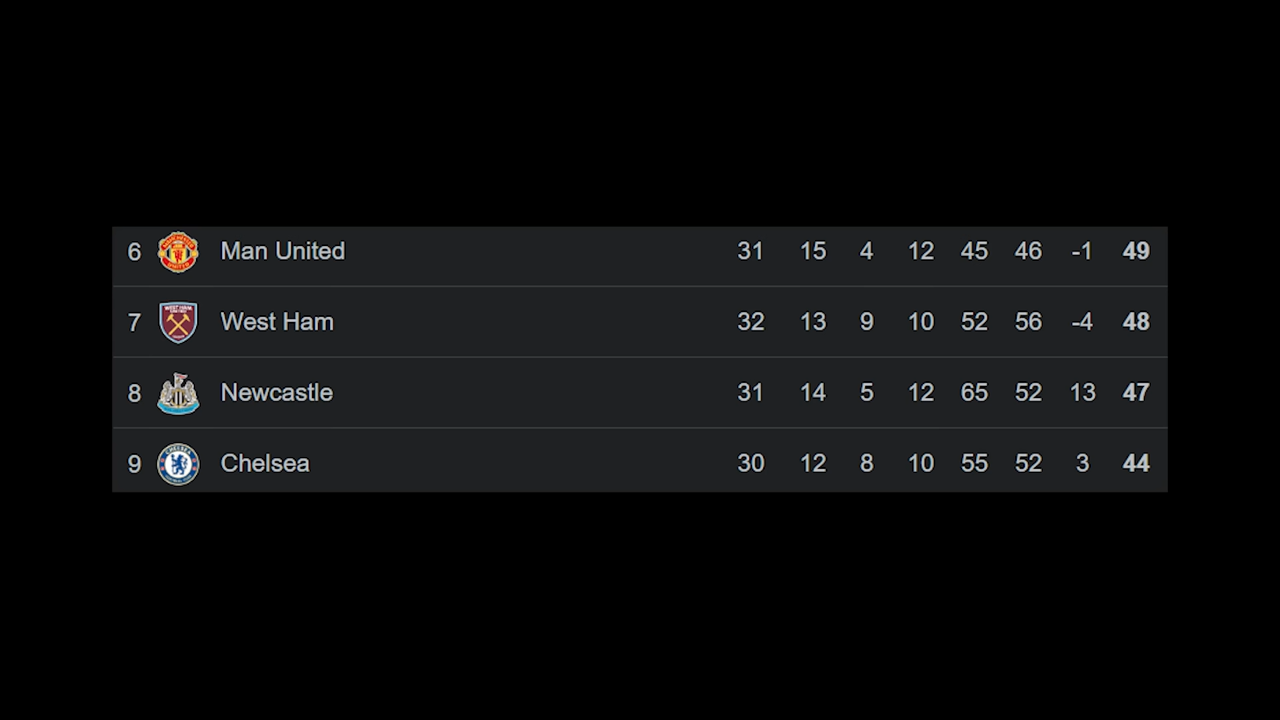 6 Man United 31 15 4 12 45 46 -1 49
7 West Ham 32 13 9 10 52 56 -4 48
8 Newcastle 31 14 5 12 65 52 13 47
9 Chelsea 30 12 8 10 55 52 3 44